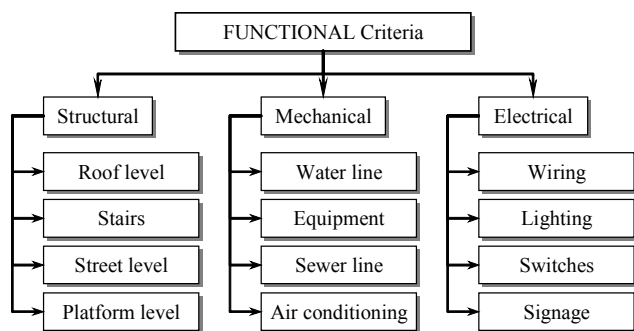 FUNCTIONAL Criteria
Structural
Roof level
Stairs
Street level
Platform level
Mechanical
Water line
Equipment
Sewer line
Air conditioning
Electrical
Wiring
Lighting
Switches
Signage